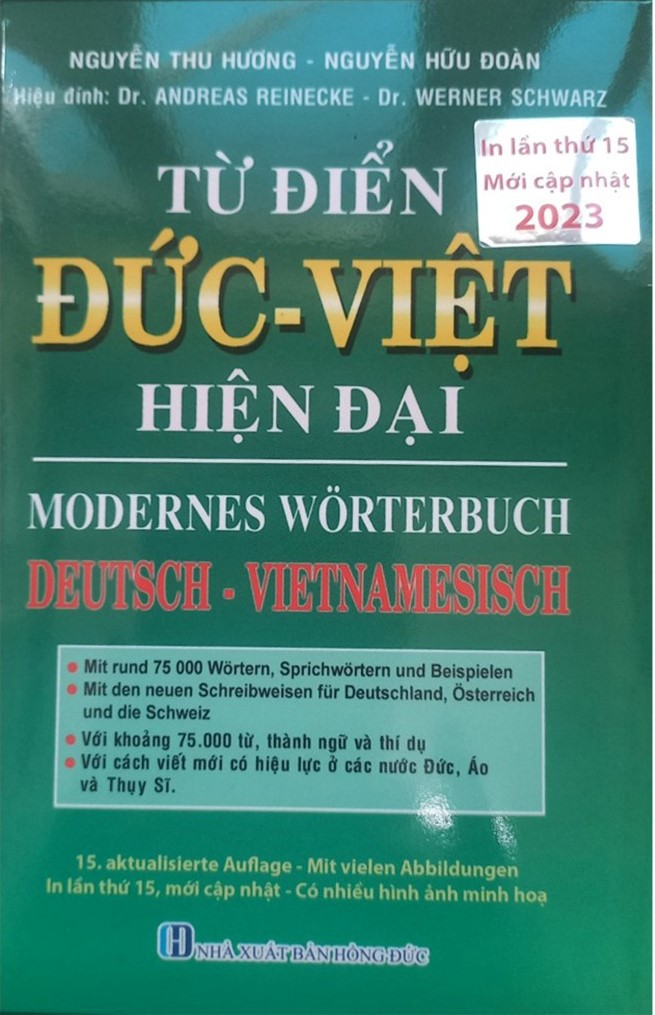 NGUYỄN THU HƯƠNG - NGUYỄN HỮU ĐOÀN
Hiệu đính: Dr. ANDREAS REINECKE - Dr. WERNER SCHWARZ
In lần thứ 15
Mới cập nhật
2023
TỪ ĐIỂN
ĐỨC-VIỆT
HIỆN ĐẠI
MODERNES WÖRTERBUCH
DEUTSCH - VIETNAMESISCH
• Mit rund 75 000 Wörtern, Sprichwörtern und Beispielen
• Mit den neuen Schreibweisen für Deutschland, Österreich
und die Schweiz
• Với khoảng 75.000 từ, thành ngữ và thí dụ
• Với cách viết mới có hiệu lực ở các nước Đức, Áo
và Thụy Sĩ.
15. aktualisierte Auflage - Mit vielen Abbildungen
In lần thứ 15, mới cập nhật - Có nhiều hình ảnh minh hoạ
NHÀ XUẤT BẢN HỒNG ĐỨC